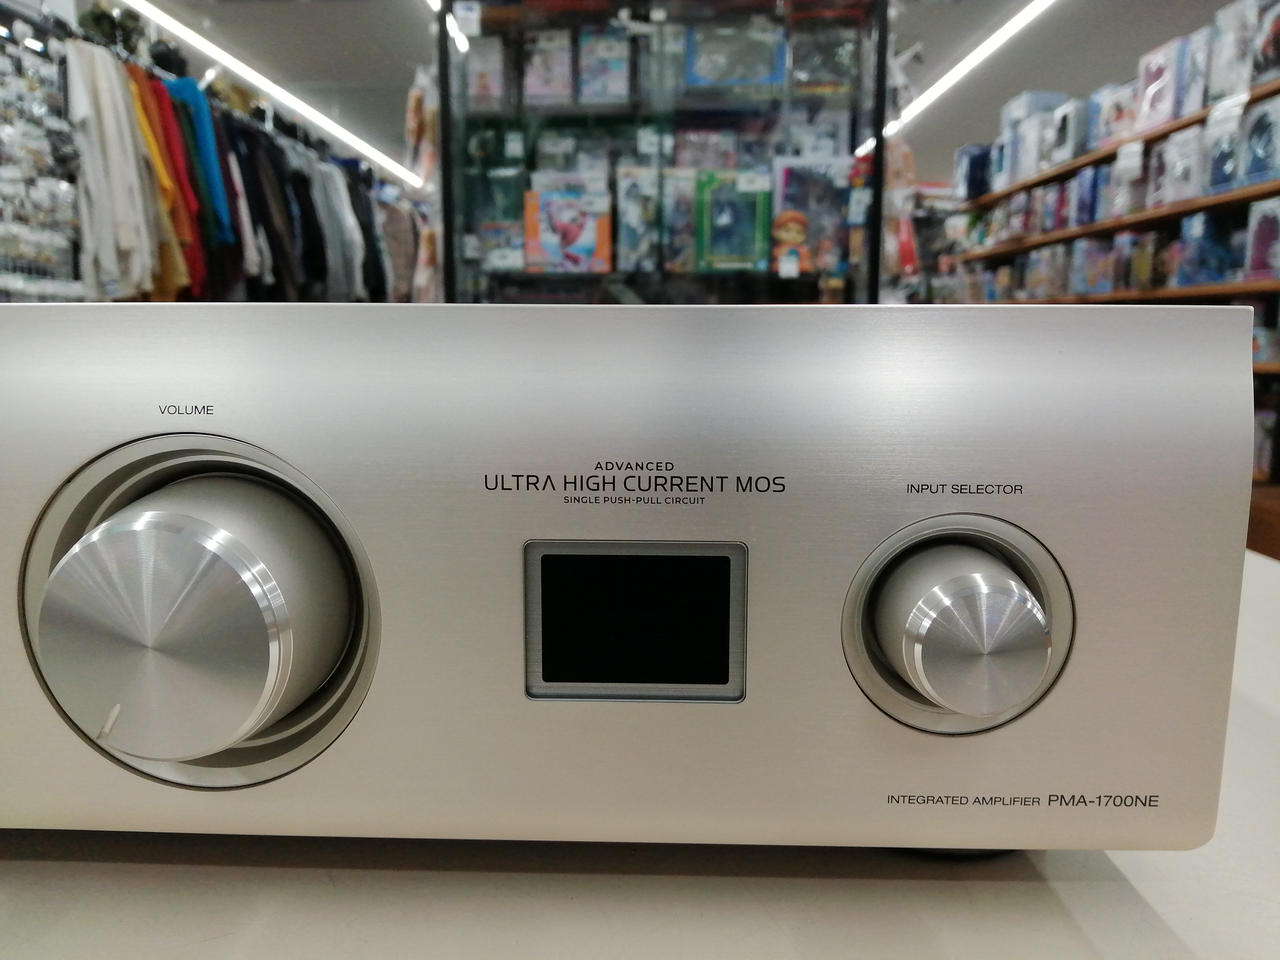 VOLUME
ADVANCED
ULTRA HIGH CURRENT MOS
SINGLE PUSH-PULL CIRCUIT
INPUT SELECTOR
INTEGRATED AMPLIFIER PMA-1700NE